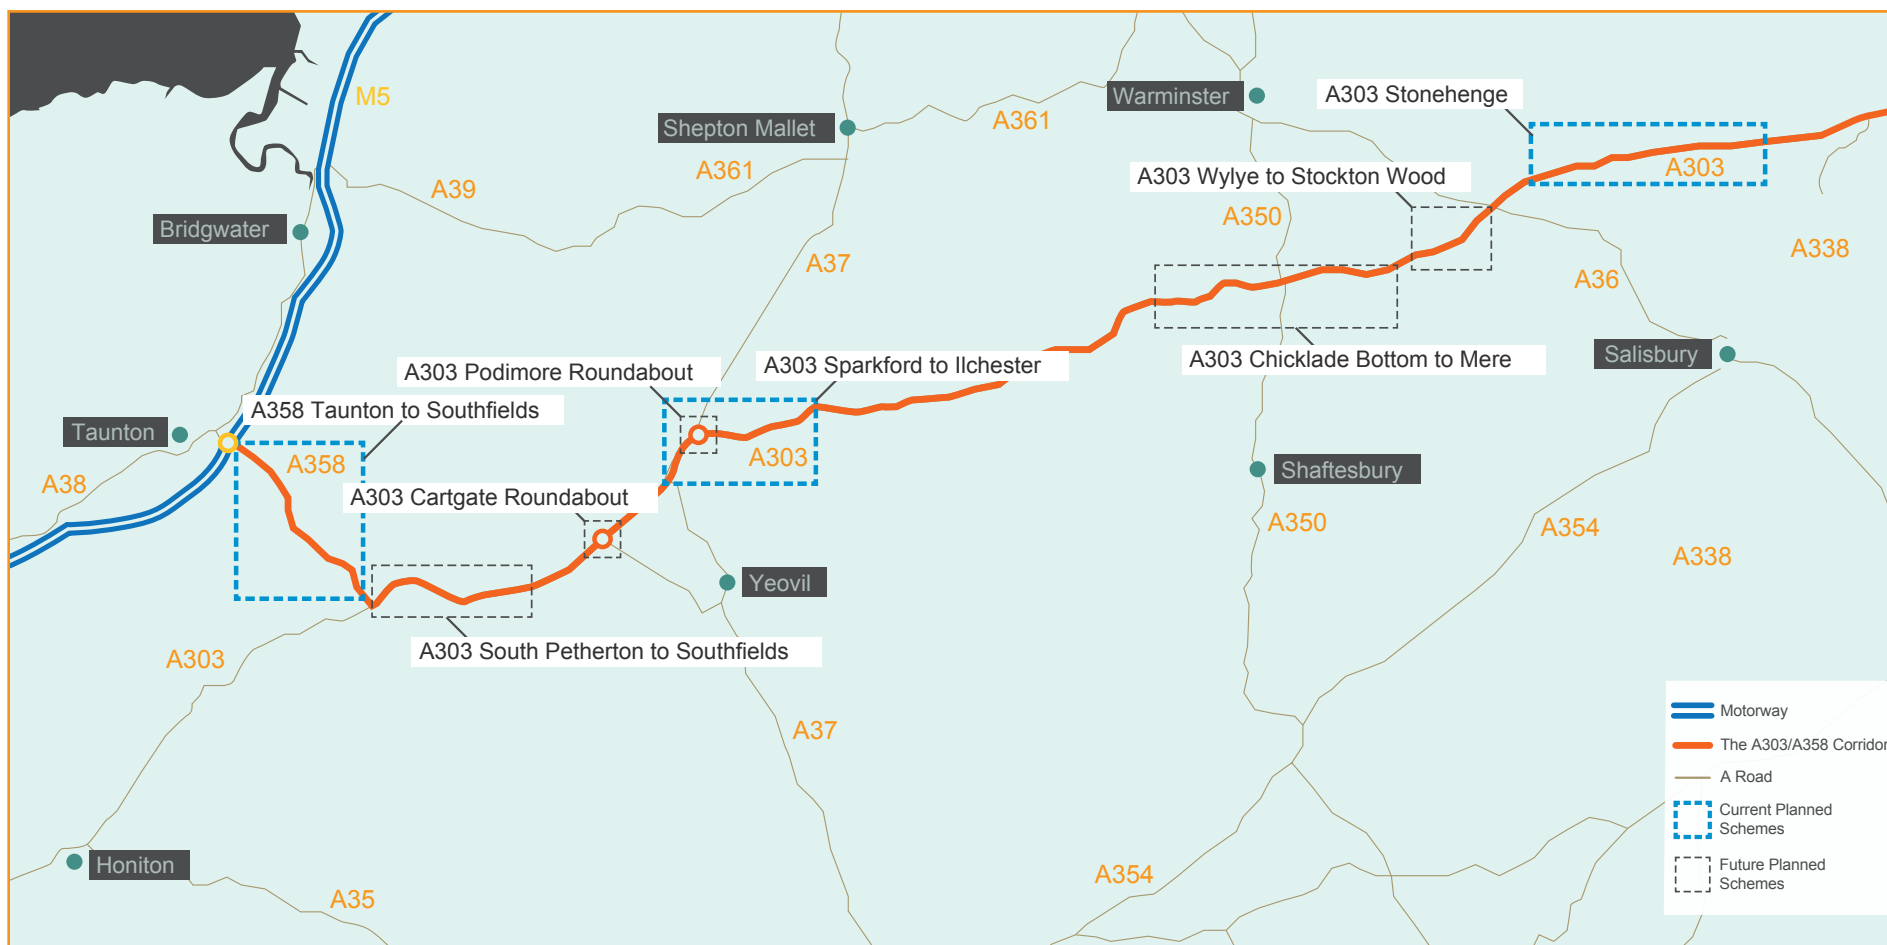 M5
Warminster
A303 Stonehenge
Shepton Mallet
A361
A361
A303
A303 Wylye to Stockton Wood
A39
A350
Bridgwater
A338
A37
A36
A303 Chicklade Bottom to Mere
Salisbury
A303 Podimore Roundabout
A303 Sparkford to Ilchester
A358 Taunton to Southfields
Taunton
A358
A303
Shaftesbury
A38
A303 Cartgate Roundabout
A350
A354
A338
Yeovil
A303 South Petherton to Southfields
A303
A37
Motorway
The A303/A358 Corridor
A Road
Current Planned
Schemes
Future Planned
Schemes
Honiton
A354
A35